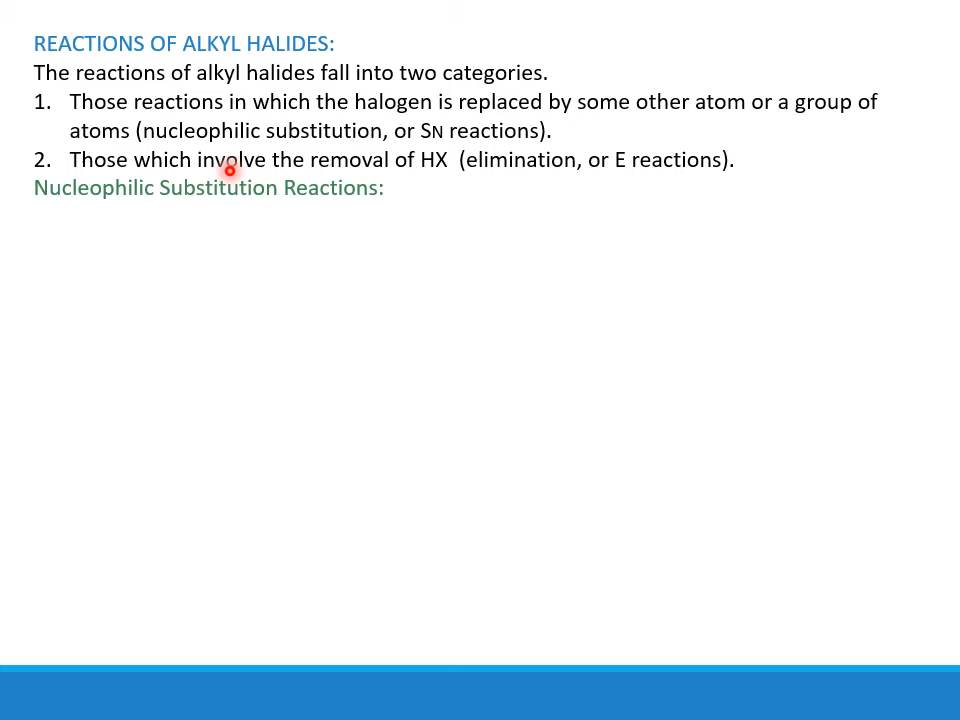 REACTIONS OF ALKYL HALIDES:
The reactions of alkyl halides fall into two categories.
1. Those reactions in which the halogen is replaced by some other atom or a group of
atoms (nucleophilic substitution, or SN reactions).
2. Those which involve the removal of HX (elimination, or E reactions).
Nucleophilic Substitution Reactions: